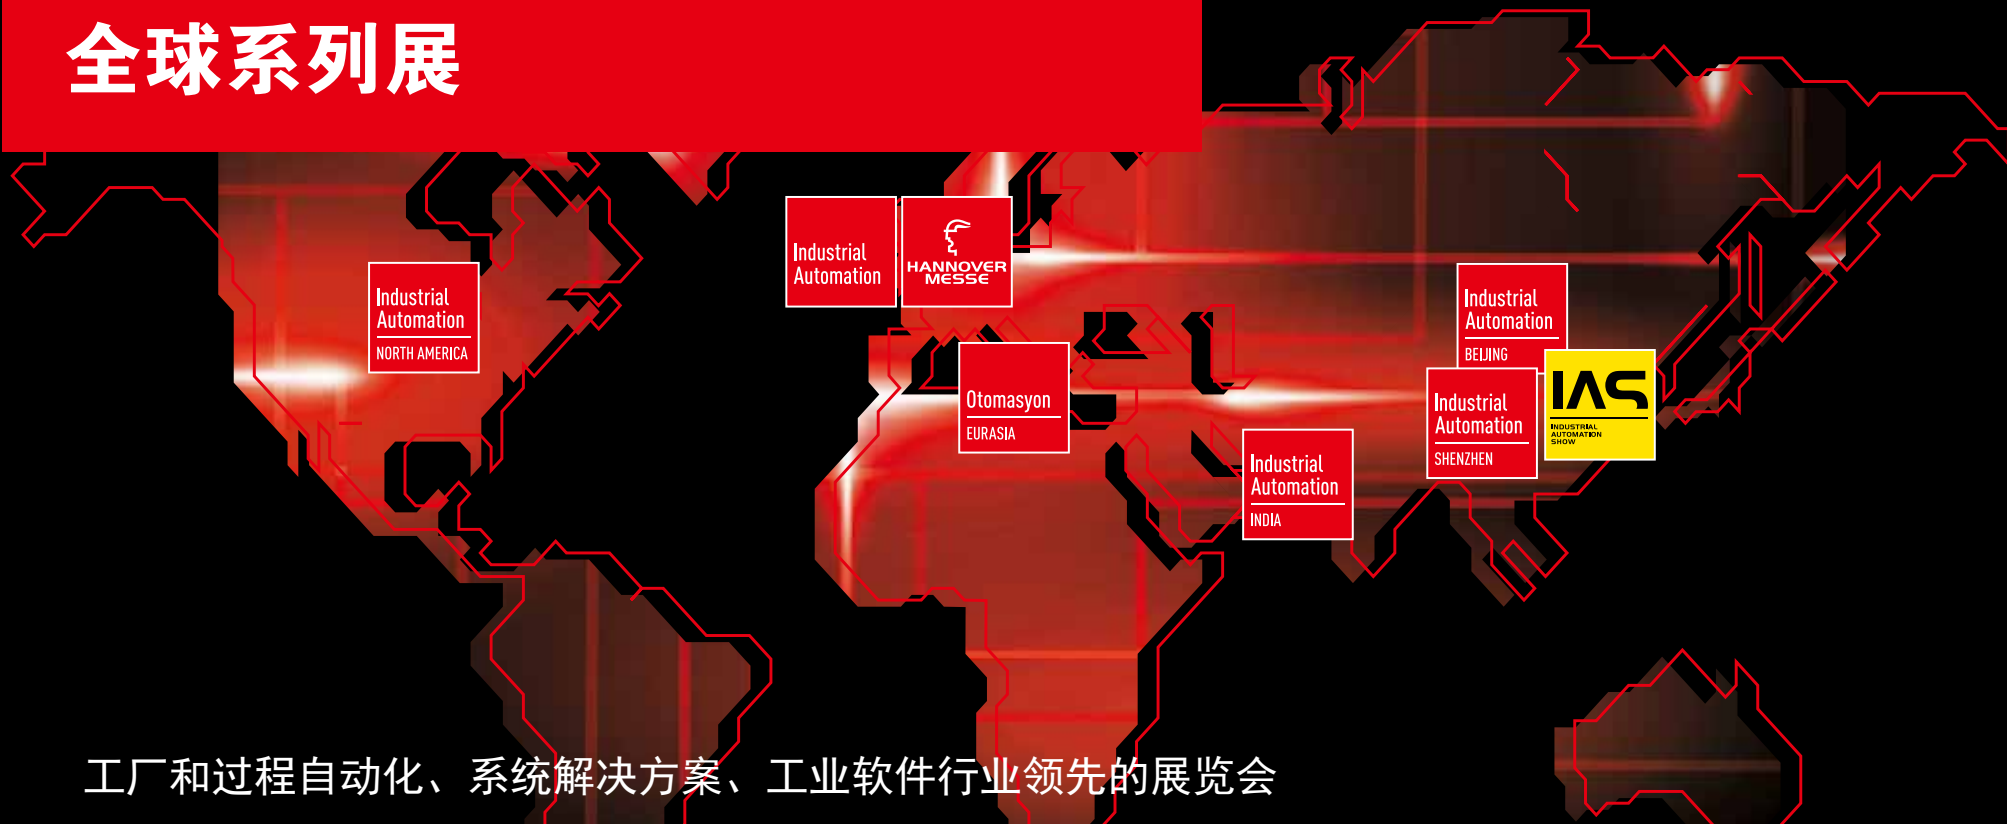 全球系列展
Industrial
Automation
HANNOVER
MESSE
Industrial
Automation
NORTH AMERICA
Industrial
Automation
BEIJING
Otomasyon
EURASIA
Industrial
Automation
SHENZHEN
IAS
INDUSTRIAL
AUTOMATION
SHOW
Industrial
Automation
INDIA
工厂和过程自动化、系统解决方案、工业软件行业领先的展览会